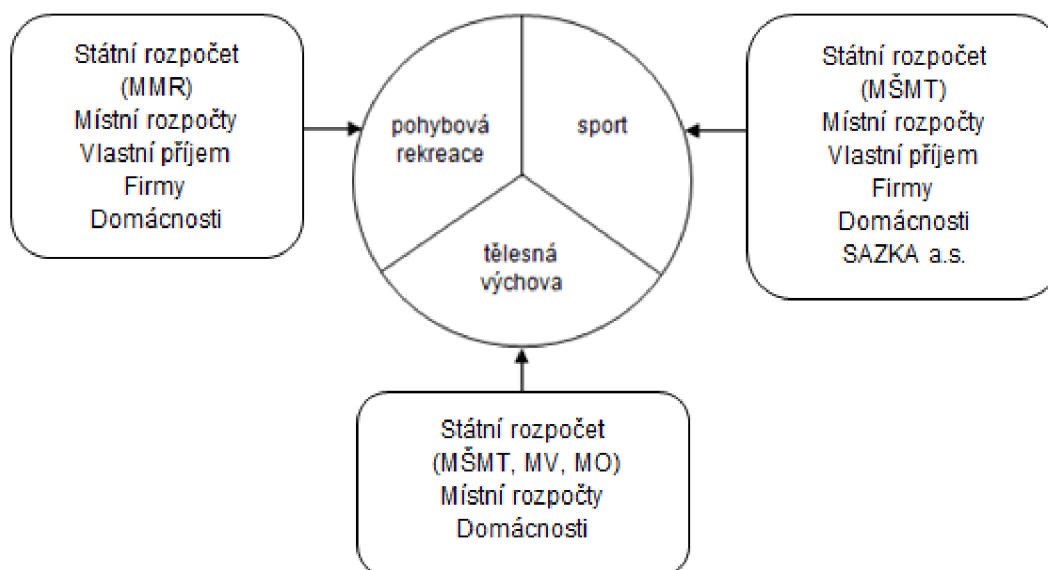 Státní rozpočet
(MMR)
Místní rozpočty
Vlastní příjem
Firmy
Domácnosti
pohybová
rekreace
sport
tělesná
výchova
Státní rozpočet
(MŠMT)
Místní rozpočty
Vlastní příjem
Firmy
Domácnosti
SAZKA a.s.
Státní rozpočet
(MŠMT, MV, MO)
Místní rozpočty
Domácnosti